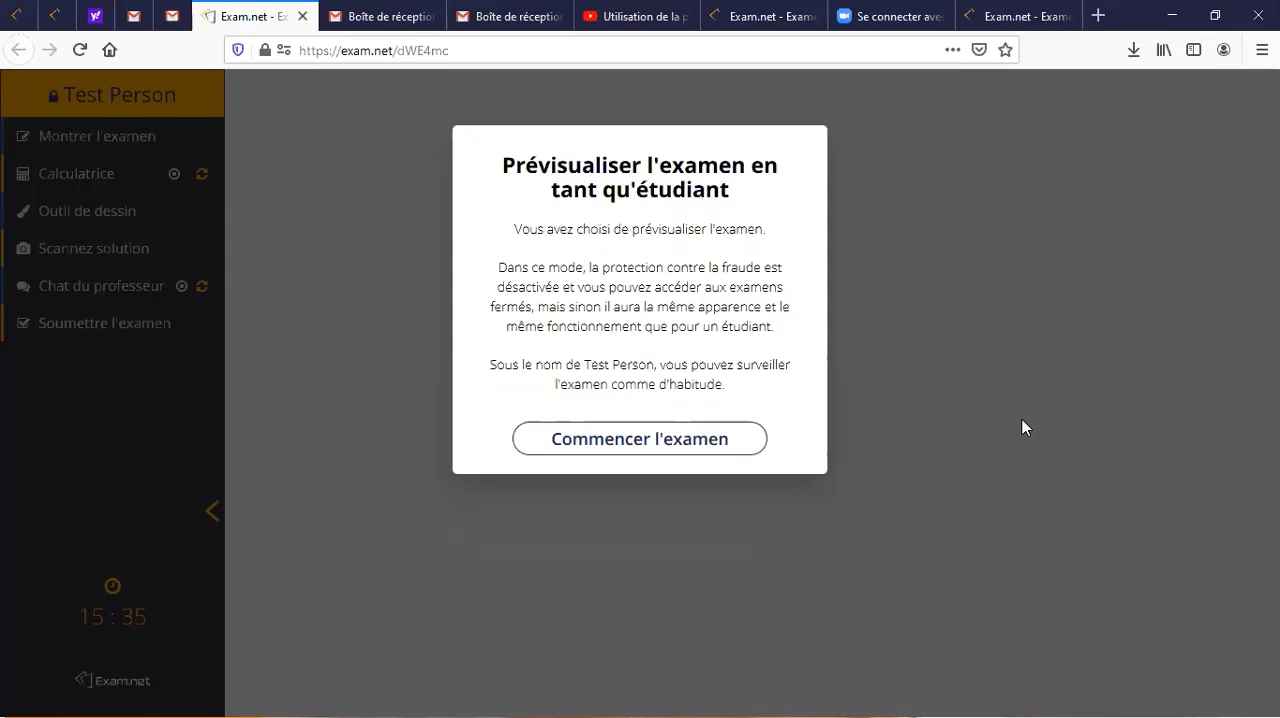 Exam.net - Ex
Boîte de réception
Boîte de réception
Utilisation de la p
Exam.net - Exame
Se connecter avec
Exam.net - Exame
https://exam.net/dWE4mc
Test Person
Montrer l'examen
Calculatrice
Outil de dessin
Scannez solution
Chat du professeur
Soumettre l'examen
15 : 35
Exam.net
Prévisualiser l'examen en
tant qu'étudiant
Vous avez choisi de prévisualiser l'examen.
Dans ce mode, la protection contre la fraude est
désactivée et vous pouvez accéder aux examens
fermés, mais sinon il aura la même apparence et le
même fonctionnement que pour un étudiant.
Sous le nom de Test Person, vous pouvez surveiller
l'examen comme d'habitude.
Commencer l'examen